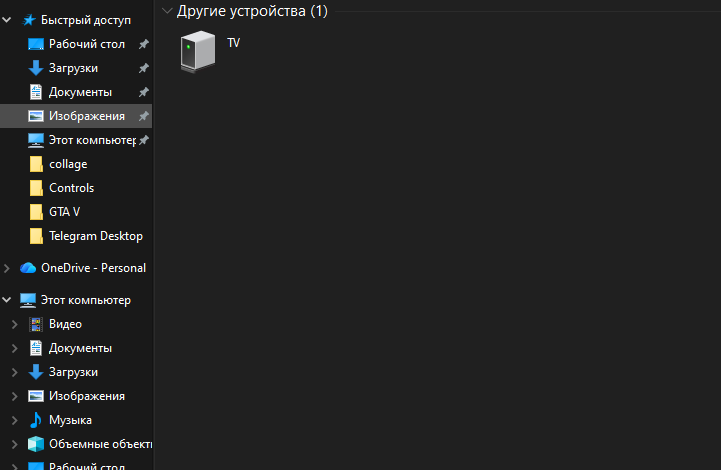 Быстрый доступ
Рабочий стол
Загрузки
Документы
Изображения
Этот компьютер
collage
Controls
GTA V
Telegram Desktop
OneDrive - Personal
Этот компьютер
Видео
Документы
Загрузки
Изображения
Музыка
Объемные объекты
Рабочий стол
Другие устройства (1)
TV